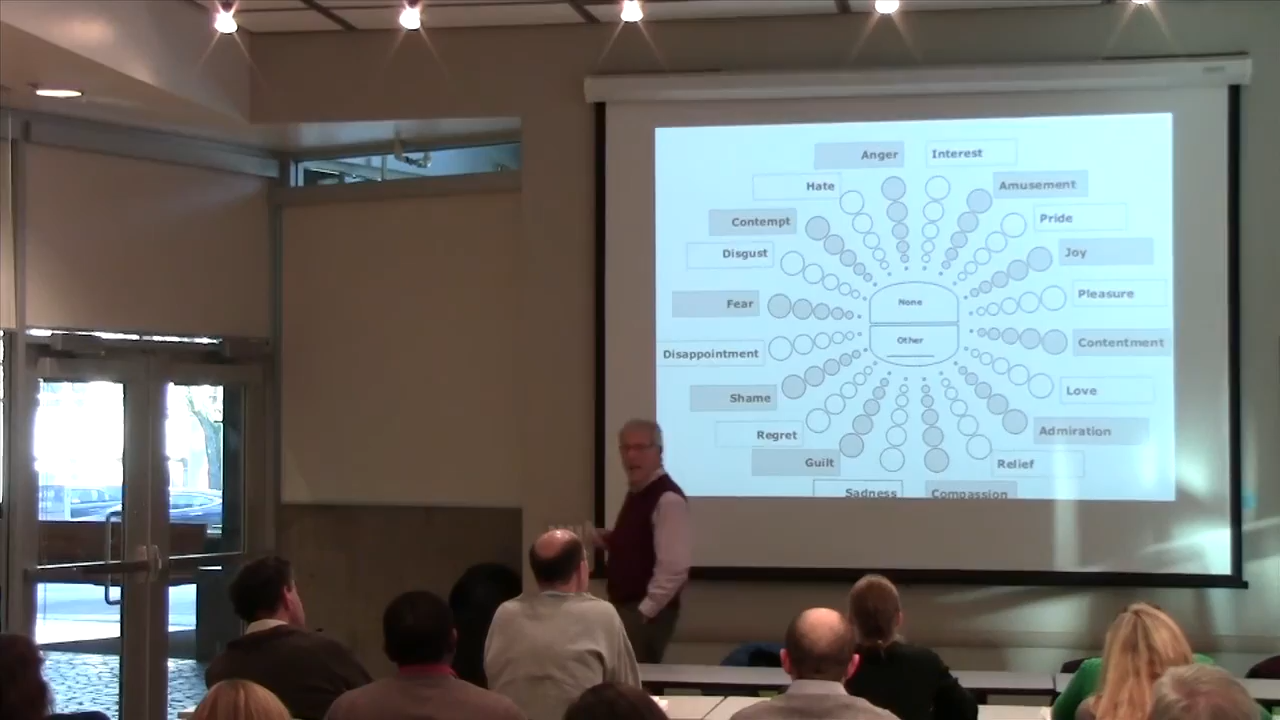 Anger Interest
Hate Amusement
Contempt Pride
Disgust Joy
Fear None Pleasure
Other
Disappointment Contentment
Shame Love
Regret Admiration
Guilt Relief
Sadness Compassion